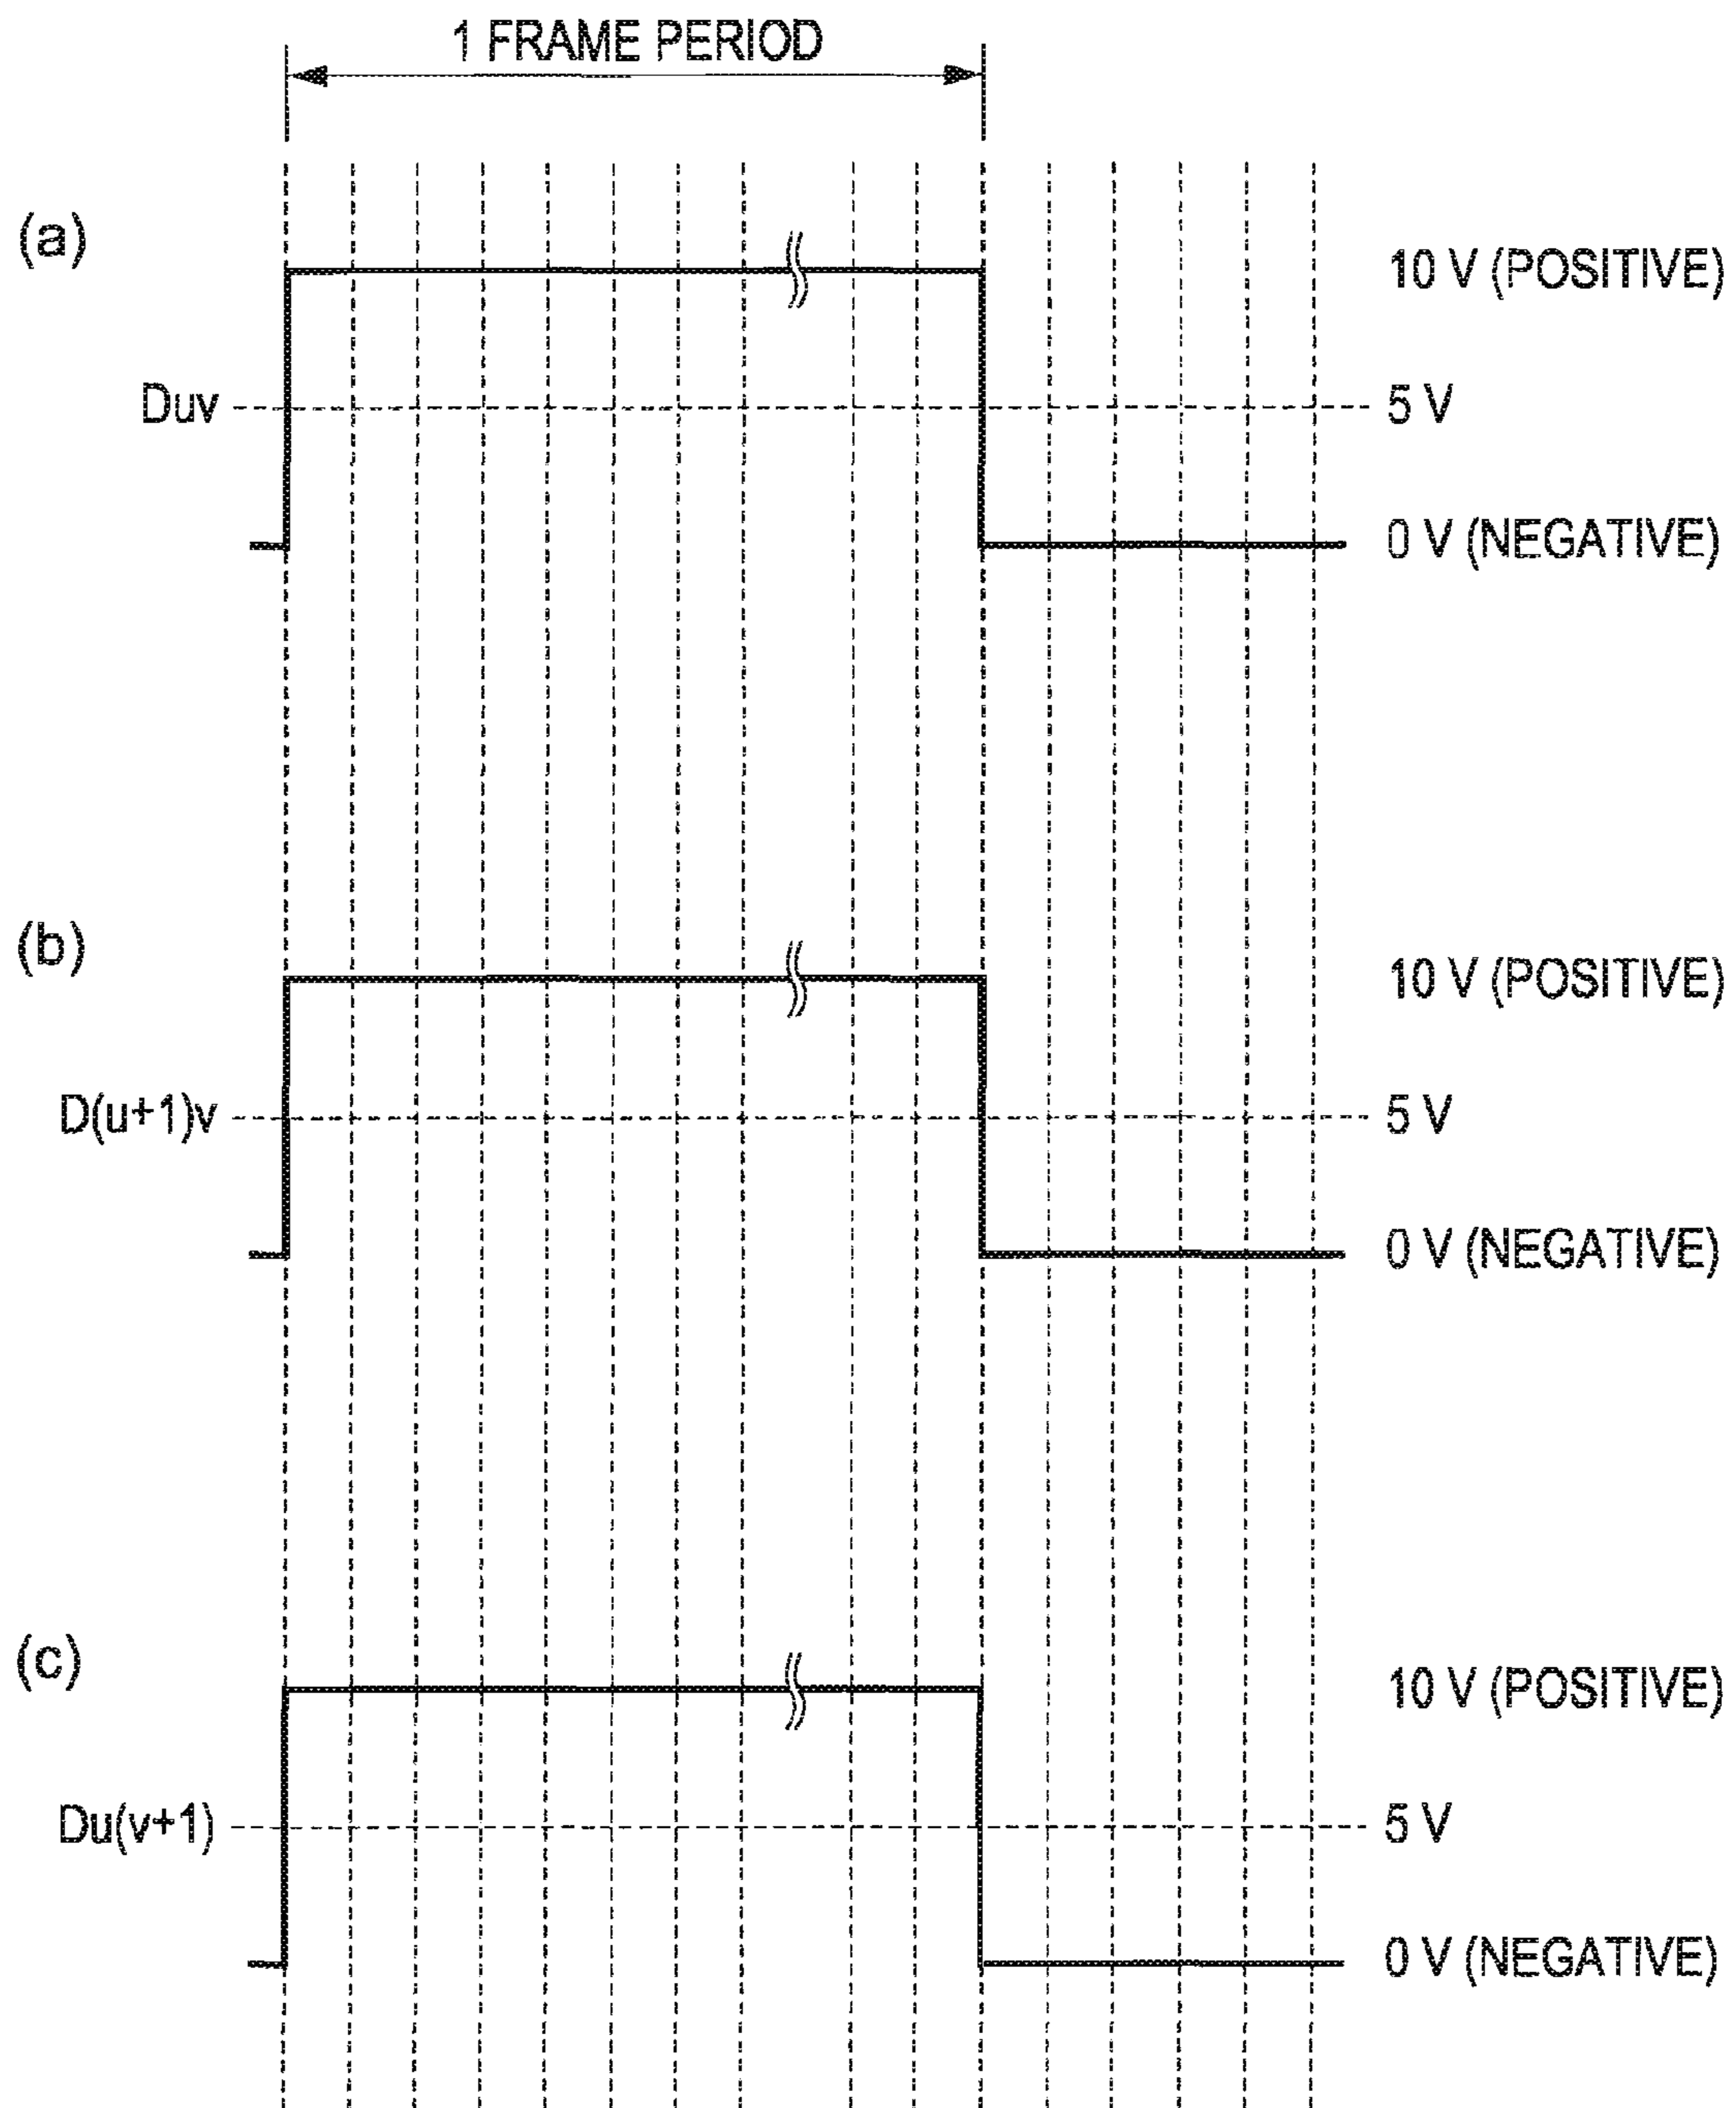 1 FRAME PERIOD
(a)
10 V (POSITIVE)
Duv
5 V
0 V (NEGATIVE)
(b)
10 V (POSITIVE)
D(u+1)v
5 V
0 V (NEGATIVE)
(c)
10 V (POSITIVE)
Du(v+1)
5 V
0 V (NEGATIVE)